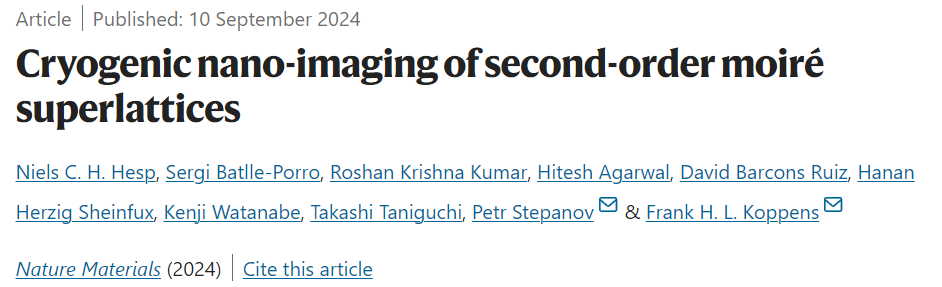 Article | Published: 10 September 2024
Cryogenic nano-imaging of second-order moiré
superlattices
Niels C. H. Hesp, Sergi Batlle-Porro, Roshan Krishna Kumar, Hitesh Agarwal, David Barcons Ruiz, Hanan
Herzig Sheinfux, Kenji Watanabe, Takashi Taniguchi, Petr Stepanov & Frank H. L. Koppens
Nature Materials (2024) | Cite this article